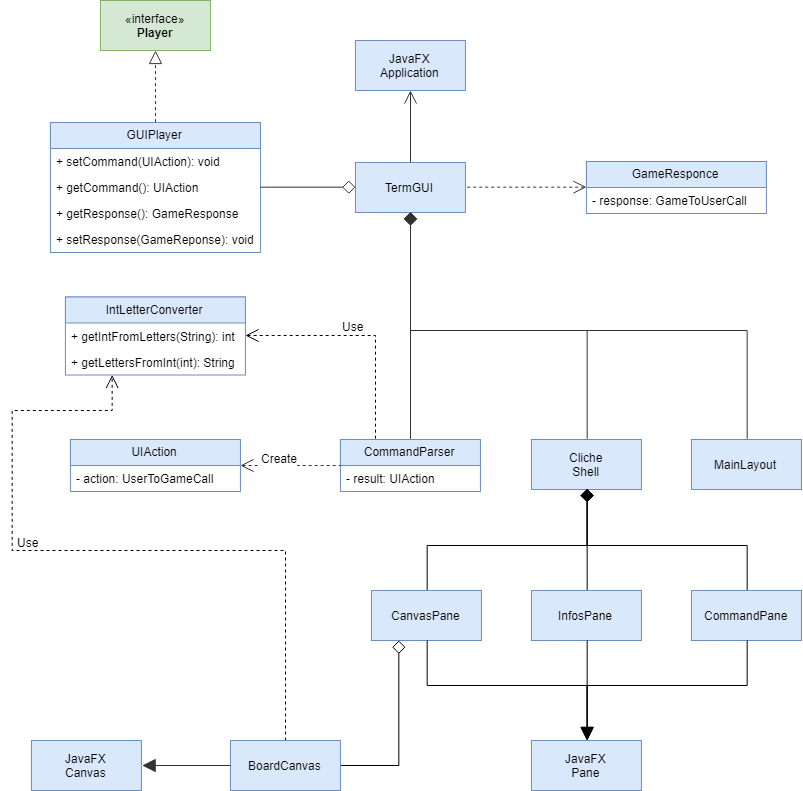 «interface»
Player
JavaFX
Application
GUIPlayer
+ setCommand(UIAction): void
+ getCommand(): UIAction
+ getResponse(): GameResponse
+ setResponse(GameReponse): void
TermGUI
GameResponce
- response: GameToUserCall
IntLetterConverter
+ getIntFromLetters(String): int
+ getLettersFromInt(int): String
Use
UIAction
- action: UserToGameCall
Create
CommandParser
- result: UIAction
Cliche
Shell
MainLayout
Use
CanvasPane
InfosPane
CommandPane
JavaFX
Canvas
BoardCanvas
JavaFX
Pane